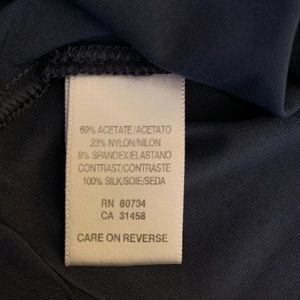 69% ACETATE/ACETATO
23% NYLON/NILON
8% SPANDEX/ELASTANO
CONTRAST/CONTRASTE
100% SILK/SOIE/SEDA
RN 80734
CA 31458
CARE ON REVERSE